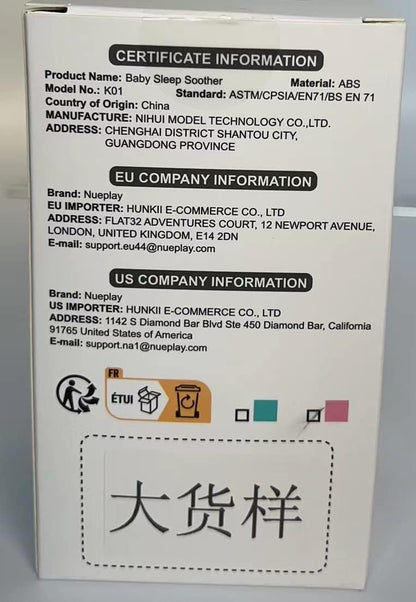 CERTIFICATE INFORMATION
Product Name: Baby Sleep Soother Material: ABS
Model No.: K01 Standard: ASTM/CPSIA/EN71/BS EN 71
Country of Origin: China
MANUFACTURE: NIHUI MODEL TECHNOLOGY CO.,LTD.
ADDRESS: CHENGHAI DISTRICT SHANTOU CITY,
GUANGDONG PROVINCE
EU COMPANY INFORMATION
Brand: Nueplay
EU IMPORTER: HUNKII E-COMMERCE CO., LTD
ADDRESS: FLAT32 ADVENTURES COURT, 12 NEWPORT AVENUE,
LONDON, UNITED KINGDOM, E14 2DN
E-mail: support.eu44@nueplay.com
US COMPANY INFORMATION
Brand: Nueplay
US IMPORTER: HUNKII E-COMMERCE CO., LTD
ADDRESS: 1142 S Diamond Bar Blvd Ste 450 Diamond Bar, California
91765 United States of America
E-mail: support.na1@nueplay.com
FR
ÉTUI
大货样